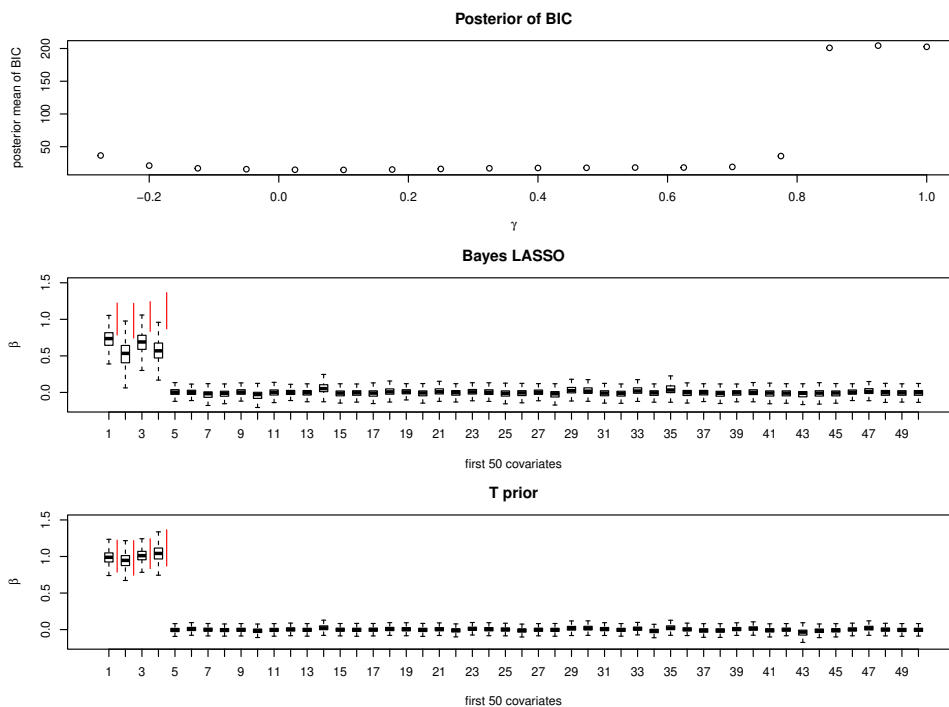 Posterior of BIC
posterior mean of BIC
200
150
100
50
−0.2 0.0 0.2 0.4 0.6 0.8 1.0
γ
Bayes LASSO
β
1.5
1.0
0.5
0.0
1 3 5 7 9 11 13 15 17 19 21 23 25 27 29 31 33 35 37 39 41 43 45 47 49
first 50 covariates
T prior
β
1.5
1.0
0.5
0.0
1 3 5 7 9 11 13 15 17 19 21 23 25 27 29 31 33 35 37 39 41 43 45 47 49
first 50 covariates